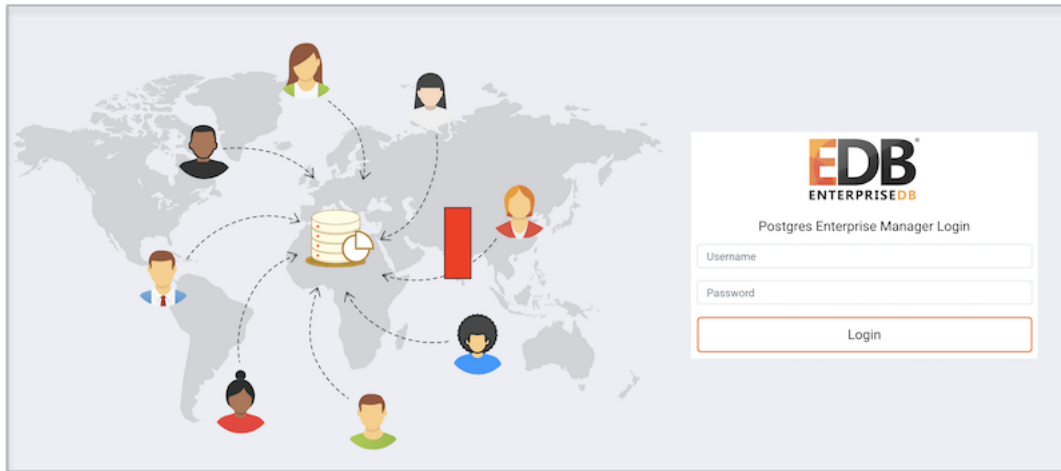 EDB
ENTERPRISEDB
Postgres Enterprise Manager Login
Username
Password
Login